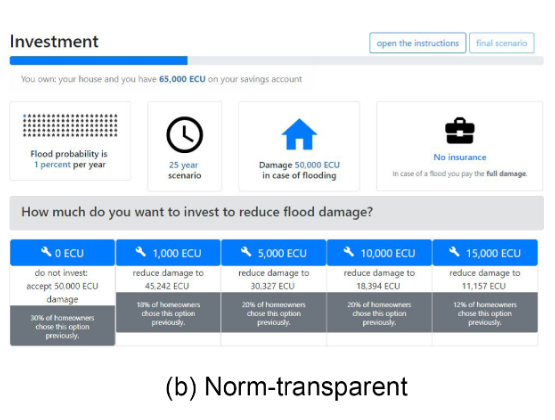 Investment
open the instructions
final scenario
You own: your house and you have 65,000 ECU on your savings account
Flood probability is
1 percent per year
25 year
scenario
Damage 50,000 ECU
in case of flooding
No insurance
In case of a flood you pay the full damage.
How much do you want to invest to reduce flood damage?
0 ECU
1,000 ECU
5,000 ECU
10,000 ECU
15,000 ECU
do not invest:
accept 50,000 ECU
damage
reduce damage to
45,242 ECU
reduce damage to
30,327 ECU
reduce damage to
18,394 ECU
reduce damage to
11,157 ECU
30% of homeowners
chose this option
previously.
18% of homeowners
chose this option
previously.
20% of homeowners
chose this option
previously.
20% of homeowners
chose this option
previously.
12% of homeowners
chose this option
previously.
(b) Norm-transparent